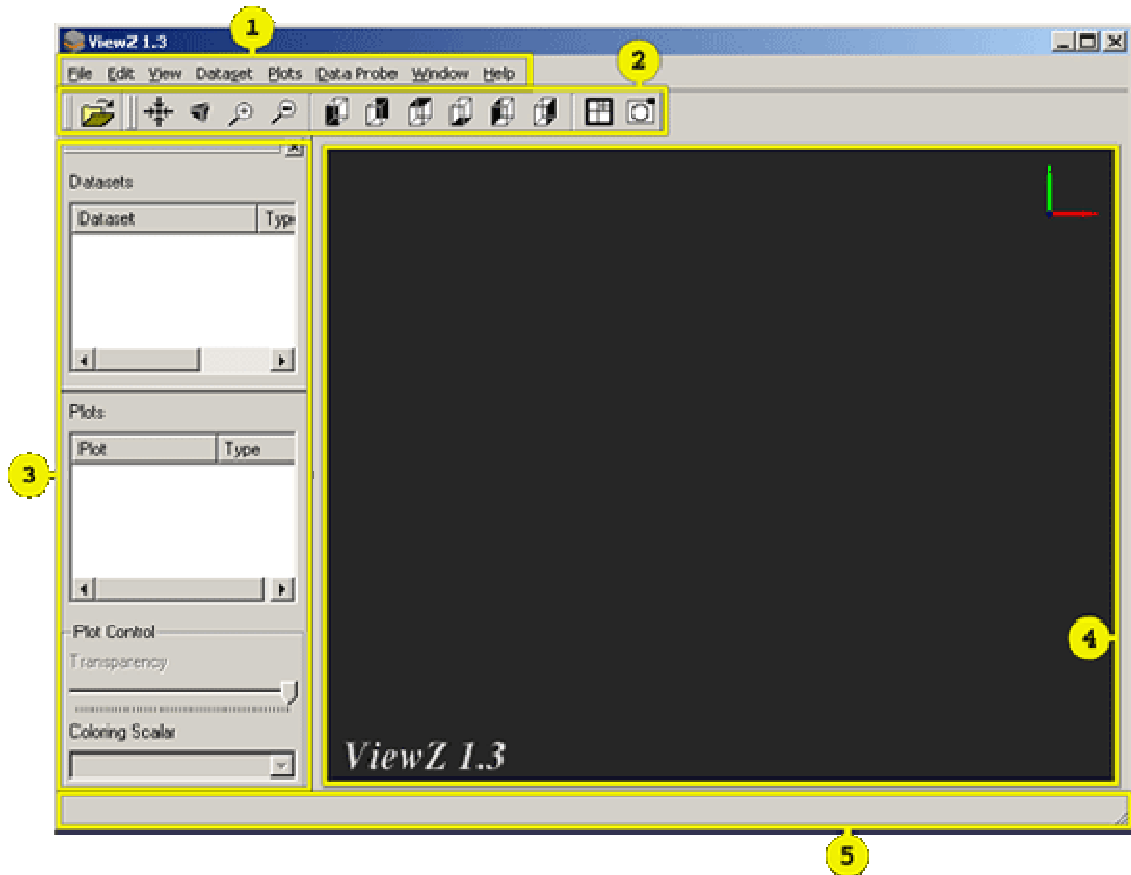 1
ViewZ 1.3
2
File Edit View Dataset Plots Data Probe Window Help
Datasets
Dataset Type
Plots
Plot Type
3
Plot Control
Transparency
Coloring Scalar
4
ViewZ 1.3
5